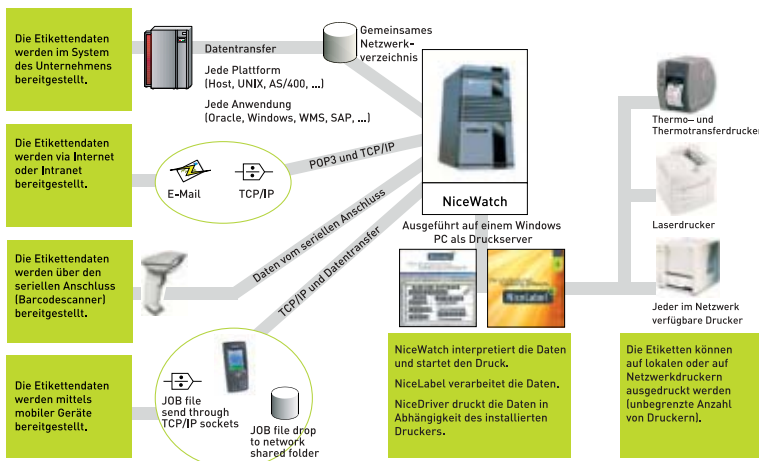 Die Etikettendaten
werden im System
des Unternehmens
bereitgestellt.
Datentransfer
Jede Plattform
(Host, UNIX, AS/400, ...)
Jede Anwendung
(Oracle, Windows, WMS, SAP, ...)
Gemeinsames
Netzwerk-
verzeichnis
Die Etikettendaten
werden via Internet
oder Intranet
bereitgestellt.
E-Mail
TCP/IP
POP3 und TCP/IP
Die Etikettendaten
werden über den
seriellen Anschluss
(Barcodescanner)
bereitgestellt.
Daten vom seriellen Anschluss
Die Etikettendaten
werden mittels
mobiler Geräte
bereitgestellt.
JOB file
send through
TCP/IP sockets
JOB file drop
to network
shared folder
TCP/IP und Datentransfer
NiceWatch
Ausgeführt auf einem Windows
PC als Druckserver
NiceLabel
NiceWatch interpretiert die Daten
und startet den Druck.
NiceLabel verarbeitet die Daten.
NiceDriver druckt die Daten in
Abhängigkeit des installierten
Druckers.
Thermo- und
Thermotransferdrucker
Laserdrucker
Jeder im Netzwerk
verfügbare Drucker
Die Etiketten können
auf lokalen oder auf
Netzwerkdruckern
ausgedruckt werden
(unbegrenzte Anzahl
von Druckern).